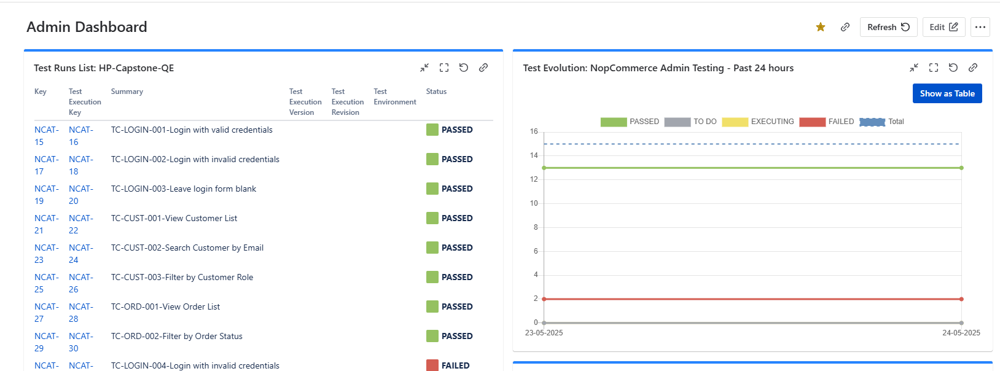 Admin Dashboard
Refresh
Edit
Test Runs List: HP-Capstone-QE
Key
Test Execution Key
Summary
Test Execution Version
Test Execution Revision
Test Environment
Status
NCAT-15 NCAT-16 TC-LOGIN-001-Login with valid credentials PASSED
NCAT-17 NCAT-18 TC-LOGIN-002-Login with invalid credentials PASSED
NCAT-19 NCAT-20 TC-LOGIN-003-Leave login form blank PASSED
NCAT-21 NCAT-22 TC-CUST-001-View Customer List PASSED
NCAT-23 NCAT-24 TC-CUST-002-Search Customer by Email PASSED
NCAT-25 NCAT-26 TC-CUST-003-Filter by Customer Role PASSED
NCAT-27 NCAT-28 TC-ORD-001-View Order List PASSED
NCAT-29 NCAT-30 TC-ORD-002-Filter by Order Status PASSED
NCAT- NCAT- TC-LOGIN-004-Login with invalid credentials FAILED
Test Evolution: NopCommerce Admin Testing - Past 24 hours
Show as Table
PASSED TO DO EXECUTING FAILED Total
16
14
12
10
8
6
4
2
0
23-05-2025 24-05-2025